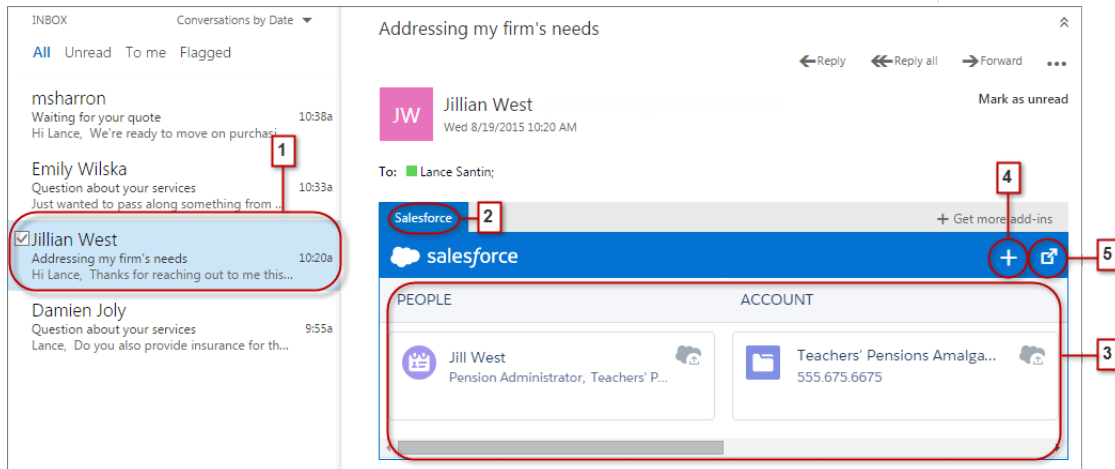 INBOX
Conversations by Date
All Unread To me Flagged
msharron
Waiting for your quote
10:38a
Hi Lance, We're ready to move on purchasi
1
Emily Wilska
Question about your services
10:33a
Just wanted to pass along something from ...
Jillian West
Addressing my firm's needs
10:20a
Hi Lance, Thanks for reaching out to me this...
Damien Joly
Question about your services
9:55a
Lance, Do you also provide insurance for th...
Addressing my firm's needs
Reply
Reply all
Forward
...
JW
Jillian West
Wed 8/19/2015 10:20 AM
Mark as unread
To: Lance Santin;
4
Salesforce
2
+ Get more add-ins
salesforce
+
5
PEOPLE
ACCOUNT
Jill West
Pension Administrator, Teachers' P...
Teachers' Pensions Amalga...
555.675.6675
3